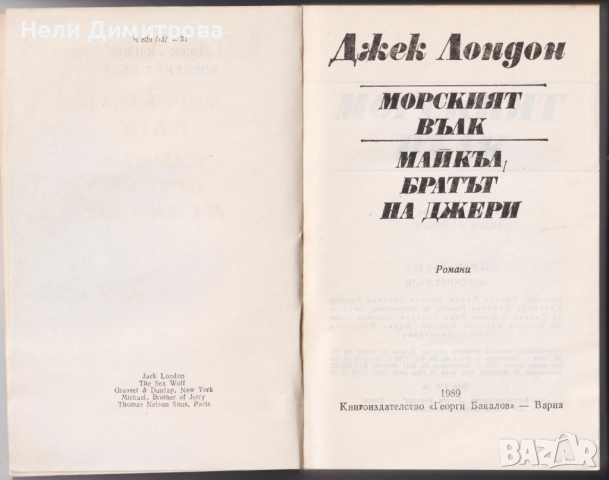 Нели Димитрова
Jack London
The Sea Wolf
Grasset & Dunlap, New York
Michael, Brother of Jerry
Thomas Nelson Sons, Paris
Джек Лондон
МОРСКИЯТ
ВЪЛК
МАЙКЪЛ,
БРАТЪТ
НА ДЖЕРИ
Романи
1989
Книгоиздателство «Георги Бакалов» — Варна
Bazar